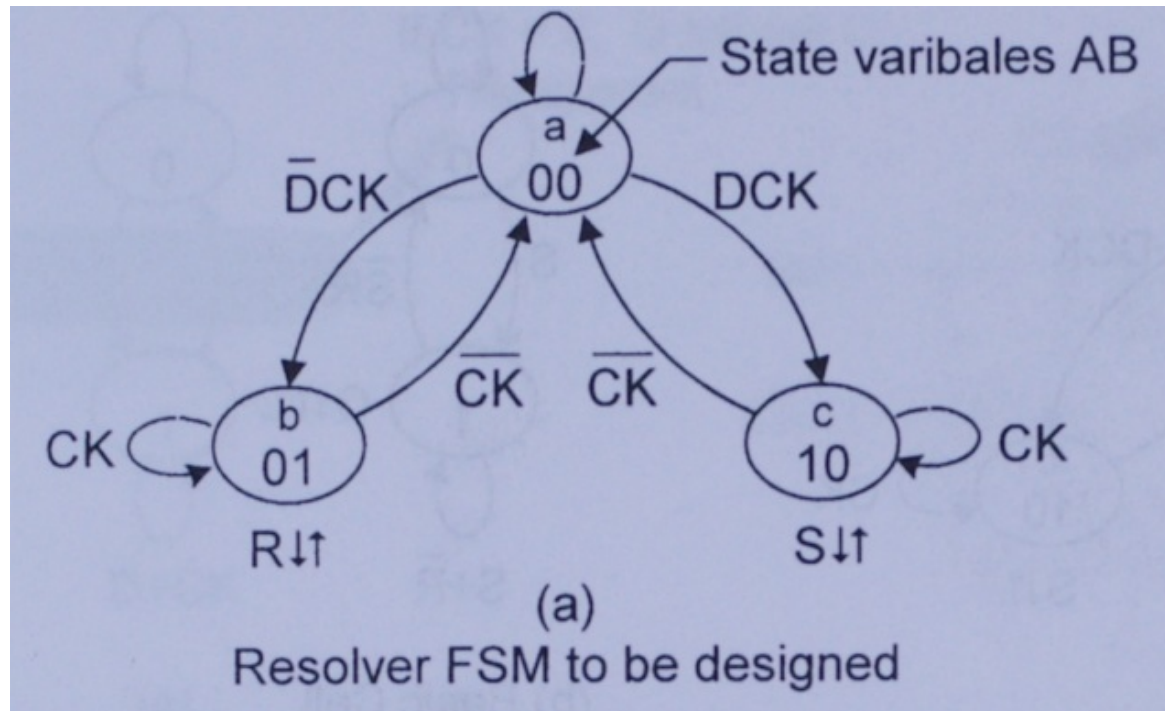 State varibales AB
a
00
D̅CK
DCK
C̅K̅
C̅K̅
b
01
CK
c
10
CK
R↓↑
S↓↑
(a)
Resolver FSM to be designed